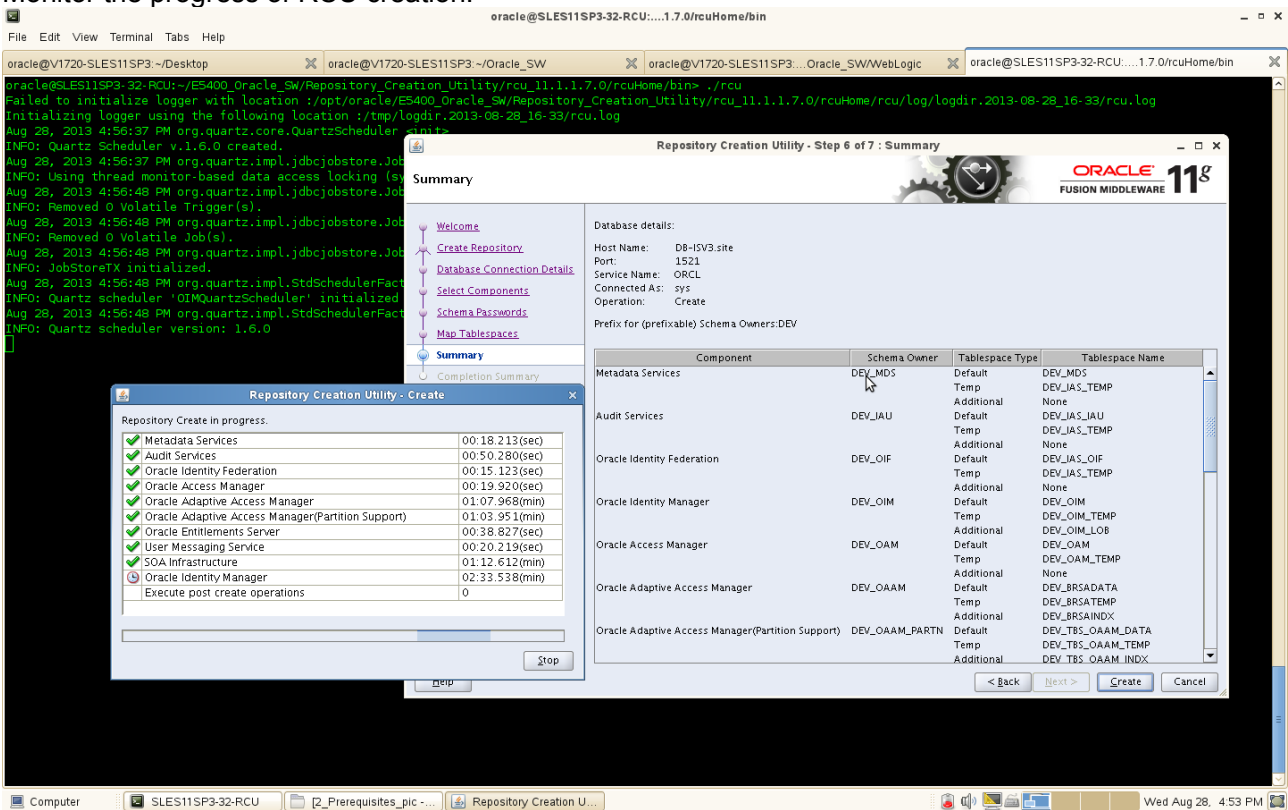 Monitor the progress of RCU creation.
oracle@SLES11SP3-32-RCU:....1.7.0/rcuHome/bin
File Edit View Terminal Tabs Help
oracle@V1720-SLES11SP3:~/Desktop
oracle@V1720-SLES11SP3:~/Oracle_SW
oracle@V1720-SLES11SP3:...Oracle_SW/WebLogic
oracle@SLES11SP3-32-RCU:....1.7.0/rcuHome/bin
oracle@SLES11SP3-32-RCU:~/E5400_Oracle_SW/Repository_Creation_Utility/rcu_11.1.1.7.0/rcuHome/bin> ./rcu
Failed to initialize logger with location :/opt/oracle/E5400_Oracle_SW/Repository_Creation_Utility/rcu_11.1.1.7.0/rcuHome/rcu/log/logdir.2013-08-28_16-33/rcu.log
Initializing logger using the following location :/tmp/logdir.2013-08-28_16-33/rcu.log
Aug 28, 2013 4:56:37 PM org.quartz.core.QuartzScheduler <init>
INFO: Quartz Scheduler v.1.6.0 created.
Aug 28, 2013 4:56:37 PM org.quartz.impl.jdbcjobstore.Job
INFO: Using thread monitor-based data access locking (sy
Aug 28, 2013 4:56:48 PM org.quartz.impl.jdbcjobstore.Job
INFO: Removed 0 Volatile Trigger(s).
Aug 28, 2013 4:56:48 PM org.quartz.impl.jdbcjobstore.Job
INFO: Removed 0 Volatile Job(s).
Aug 28, 2013 4:56:48 PM org.quartz.impl.jdbcjobstore.Job
INFO: JobStoreTX initialized.
Aug 28, 2013 4:56:48 PM org.quartz.impl.StdSchedulerFact
INFO: Quartz scheduler 'OIMQuartzScheduler' initialized
Aug 28, 2013 4:56:48 PM org.quartz.impl.StdSchedulerFact
INFO: Quartz scheduler version: 1.6.0
Repository Creation Utility - Step 6 of 7 : Summary
Summary
ORACLE
FUSION MIDDLEWARE 11g
Welcome
Create Repository
Database Connection Details
Select Components
Schema Passwords
Map Tablespaces
Summary
Completion Summary
Database details:
Host Name: DB-ISV3.site
Port: 1521
Service Name: ORCL
Connected As: sys
Operation: Create
Prefix for (prefixable) Schema Owners:DEV
Component Schema Owner Tablespace Type Tablespace Name
Metadata Services DEV_MDS Default DEV_MDS
Temp DEV_IAS_TEMP
Additional None
Audit Services DEV_IAU Default DEV_IAS_IAU
Temp DEV_IAS_TEMP
Additional None
Oracle Identity Federation DEV_OIF Default DEV_IAS_OIF
Temp DEV_IAS_TEMP
Additional None
Oracle Identity Manager DEV_OIM Default DEV_OIM
Temp DEV_OIM_TEMP
Additional DEV_OIM_LOB
Oracle Access Manager DEV_OAM Default DEV_OAM
Temp DEV_OAM_TEMP
Additional None
Oracle Adaptive Access Manager DEV_OAAM Default DEV_BRSADATA
Temp DEV_BRSATEMP
Additional DEV_BRSAINDX
Oracle Adaptive Access Manager(Partition Support) DEV_OAAM_PARTN Default DEV_TBS_OAAM_DATA
Temp DEV_TBS_OAAM_TEMP
Additional DEV_TBS_OAAM_INDX
Help
< Back Next > Create Cancel
Repository Creation Utility - Create
Repository Create in progress.
Metadata Services 00:18.213(sec)
Audit Services 00:50.280(sec)
Oracle Identity Federation 00:15.123(sec)
Oracle Access Manager 00:19.920(sec)
Oracle Adaptive Access Manager 01:07.968(min)
Oracle Adaptive Access Manager(Partition Support) 01:03.951(min)
Oracle Entitlements Server 00:38.827(sec)
User Messaging Service 00:20.219(sec)
SOA Infrastructure 01:12.612(min)
Oracle Identity Manager 02:33.538(min)
Execute post create operations 0
Stop
Computer
SLES11SP3-32-RCU
[2_Prerequisites_pic -...
Repository Creation U...
Wed Aug 28, 4:53 PM